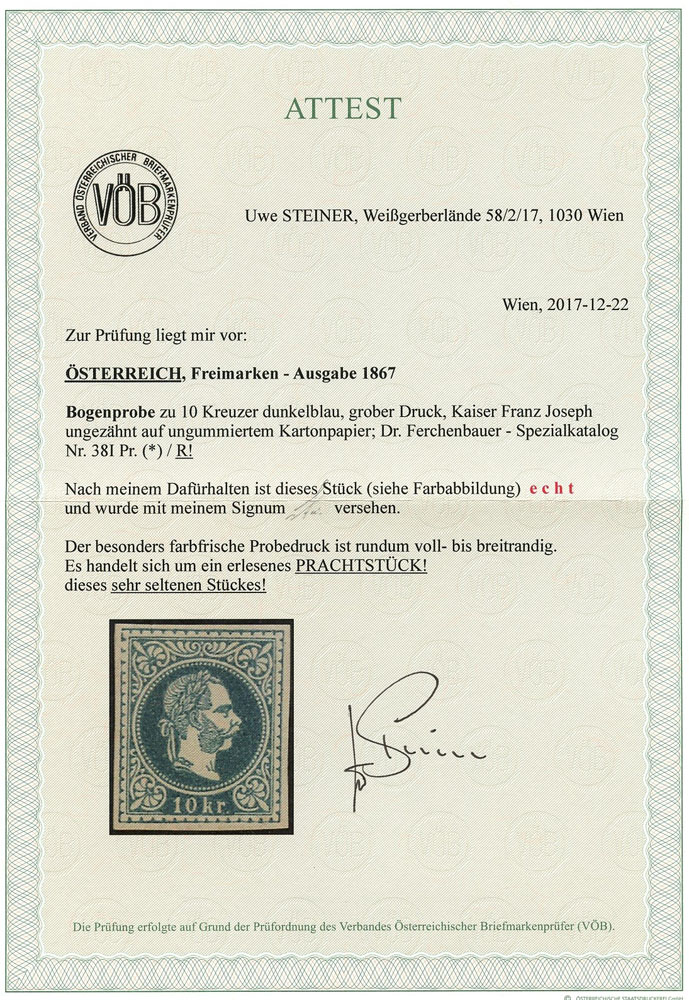 ATTEST
VERBAND ÖSTERREICHISCHER BRIEFMARKENPRÜFER
VÖB
Uwe STEINER, Weißgerberlände 58/2/17, 1030 Wien
Wien, 2017-12-22
Zur Prüfung liegt mir vor:
ÖSTERREICH, Freimarken - Ausgabe 1867
Bogenprobe zu 10 Kreuzer dunkelblau, grober Druck, Kaiser Franz Joseph
ungezähnt auf ungummiertem Kartonpapier; Dr. Ferchenbauer - Spezialkatalog
Nr. 38I Pr. (*) / R!
Nach meinem Dafürhalten ist dieses Stück (siehe Farbabbildung) echt
und wurde mit meinem Signum versehen.
Der besonders farbfrische Probedruck ist rundum voll- bis breitrandig.
Es handelt sich um ein erlesenes PRACHTSTÜCK!
dieses sehr seltenen Stückes!
10 kr.
Die Prüfung erfolgte auf Grund der Prüfordnung des Verbandes Österreichischer Briefmarkenprüfer (VÖB).
© ÖSTERREICHISCHE STAATSDRUCKEREI GmbH